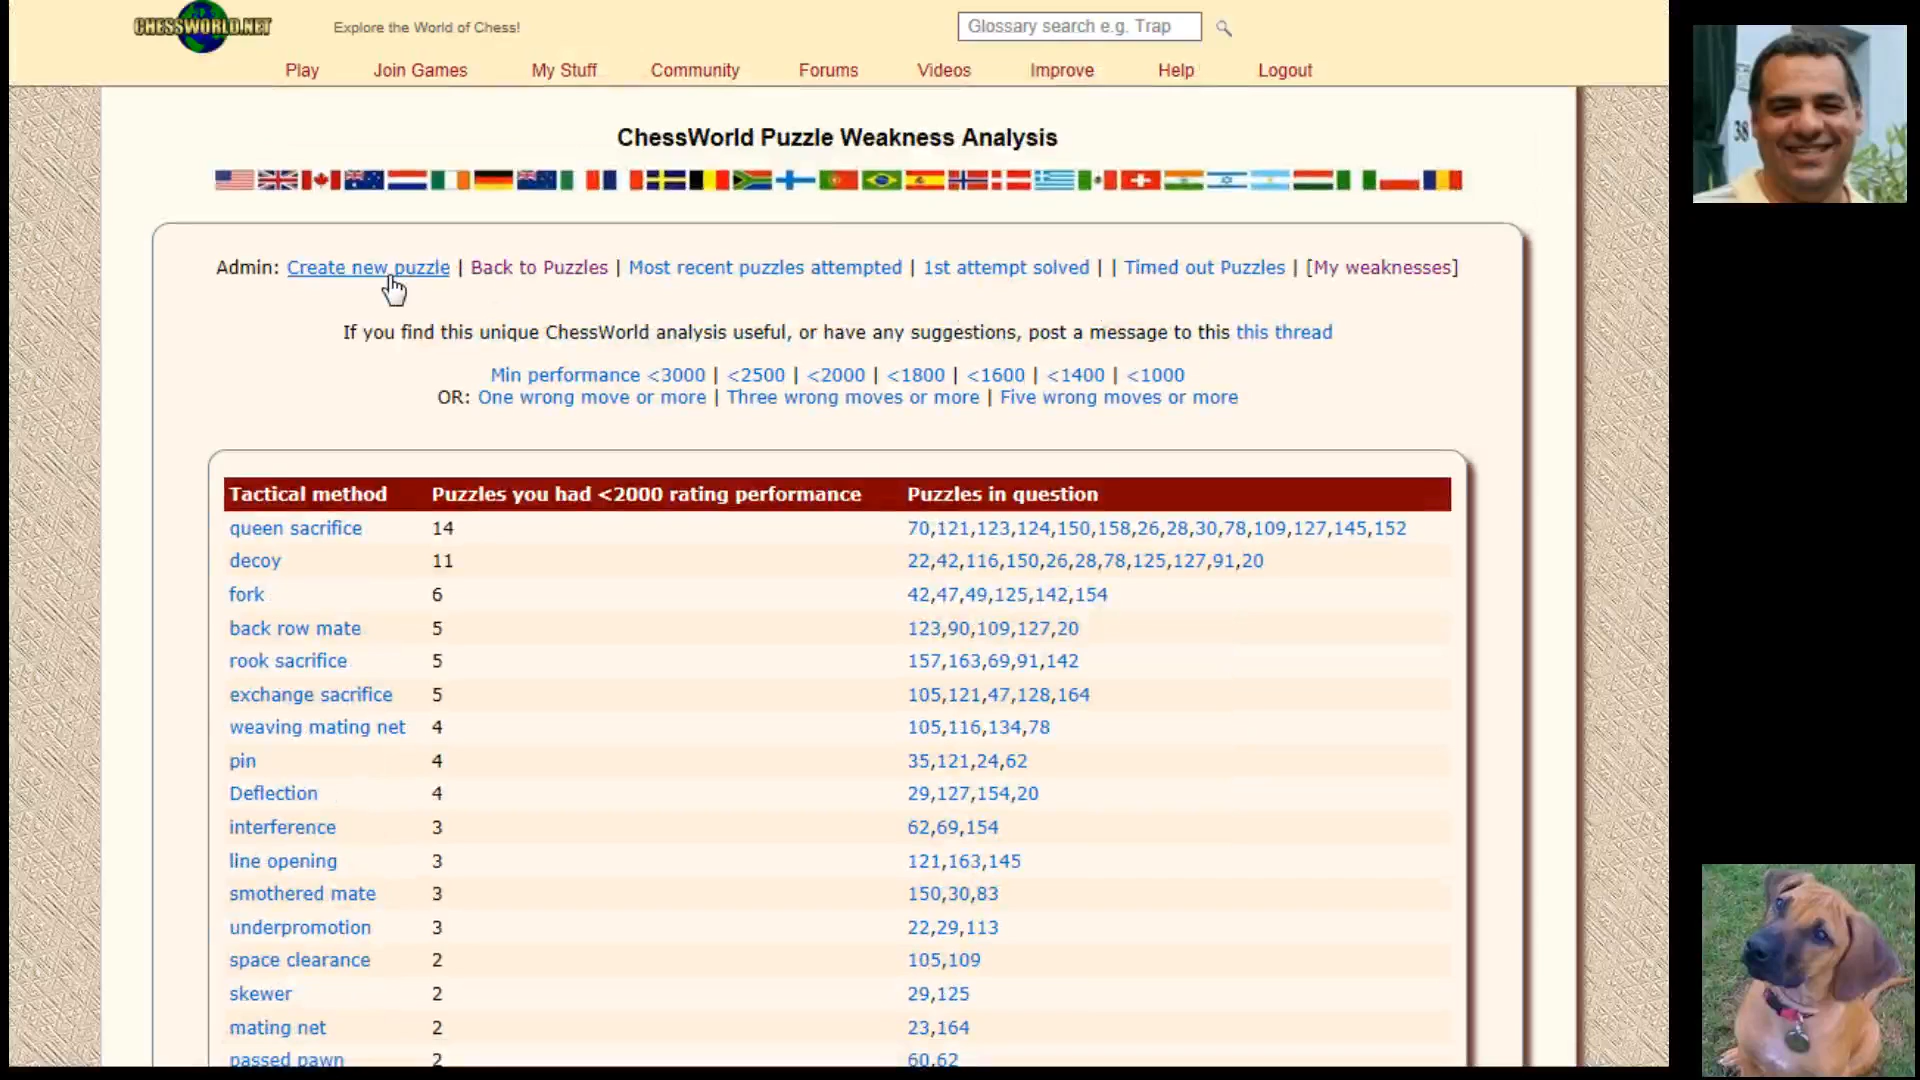 CHESSWORLD.NET
Explore the World of Chess!
Glossary search e.g. Trap
Play Join Games My Stuff Community Forums Videos Improve Help Logout
ChessWorld Puzzle Weakness Analysis
Admin: Create new puzzle | Back to Puzzles | Most recent puzzles attempted | 1st attempt solved | | Timed out Puzzles | [My weaknesses]
If you find this unique ChessWorld analysis useful, or have any suggestions, post a message to this this thread
Min performance <3000 | <2500 | <2000 | <1800 | <1600 | <1400 | <1000
OR: One wrong move or more | Three wrong moves or more | Five wrong moves or more
Tactical method Puzzles you had <2000 rating performance Puzzles in question
queen sacrifice 14 70,121,123,124,150,158,26,28,30,78,109,127,145,152
decoy 11 22,42,116,150,26,28,78,125,127,91,20
fork 6 42,47,49,125,142,154
back row mate 5 123,90,109,127,20
rook sacrifice 5 157,163,69,91,142
exchange sacrifice 5 105,121,47,128,164
weaving mating net 4 105,116,134,78
pin 4 35,121,24,62
Deflection 4 29,127,154,20
interference 3 62,69,154
line opening 3 121,163,145
smothered mate 3 150,30,83
underpromotion 3 22,29,113
space clearance 2 105,109
skewer 2 29,125
mating net 2 23,164
passed pawn 2 60,62
38